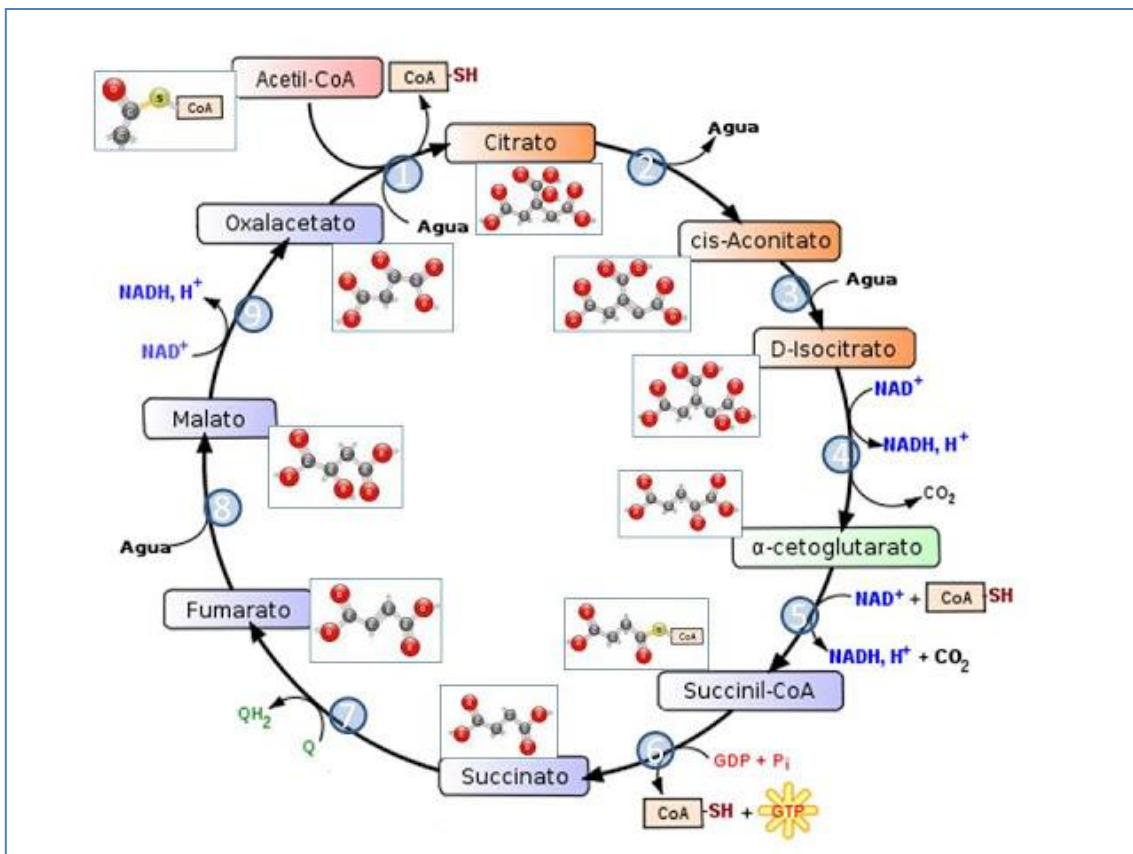 Acetil-CoA
CoA-SH
S
CoA
1
Agua
Citrato
2
Agua
cis-Aconitato
3
Agua
D-Isocitrato
NAD+
NADH, H+
4
CO2
α-cetoglutarato
5
NAD+ + CoA-SH
NADH, H+ + CO2
S
CoA
Succinil-CoA
6
GDP + Pi
CoA-SH + GTP
Succinato
7
QH2
Q
Fumarato
8
Agua
Malato
9
NADH, H+
NAD+
Oxalacetato